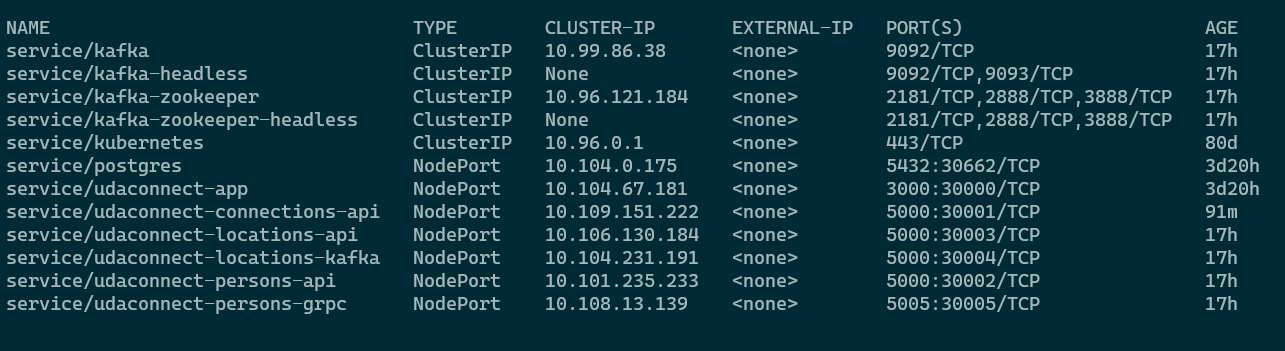 NAME TYPE CLUSTER-IP EXTERNAL-IP PORT(S) AGE
service/kafka ClusterIP 10.99.86.38 <none> 9092/TCP 17h
service/kafka-headless ClusterIP None <none> 9092/TCP,9093/TCP 17h
service/kafka-zookeeper ClusterIP 10.96.121.184 <none> 2181/TCP,2888/TCP,3888/TCP 17h
service/kafka-zookeeper-headless ClusterIP None <none> 2181/TCP,2888/TCP,3888/TCP 17h
service/kubernetes ClusterIP 10.96.0.1 <none> 443/TCP 80d
service/postgres NodePort 10.104.0.175 <none> 5432:30662/TCP 3d20h
service/udaconnect-app NodePort 10.104.67.181 <none> 3000:30000/TCP 3d20h
service/udaconnect-connections-api NodePort 10.109.151.222 <none> 5000:30001/TCP 91m
service/udaconnect-locations-api NodePort 10.106.130.184 <none> 5000:30003/TCP 17h
service/udaconnect-locations-kafka NodePort 10.104.231.191 <none> 5000:30004/TCP 17h
service/udaconnect-persons-api NodePort 10.101.235.233 <none> 5000:30002/TCP 17h
service/udaconnect-persons-grpc NodePort 10.108.13.139 <none> 5005:30005/TCP 17h